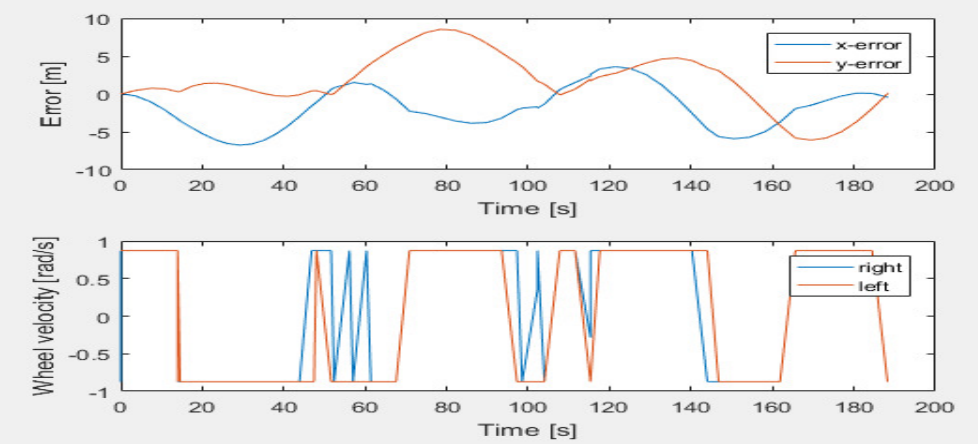 10
5
0
-5
-10
Error [m]
x-error
y-error
0 20 40 60 80 100 120 140 160 180 200
Time [s]
1
0.5
0
-0.5
-1
Wheel velocity [rad/s]
right
left
0 20 40 60 80 100 120 140 160 180 200
Time [s]